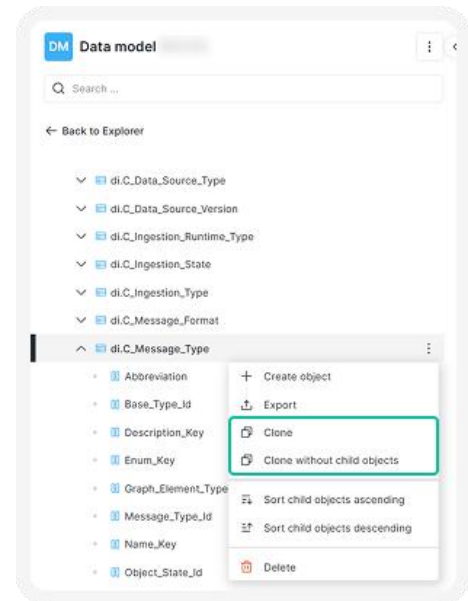 DM Data model
Search ...
← Back to Explorer
di.C_Data_Source_Type
di.C_Data_Source_Version
di.C_Ingestion_Runtime_Type
di.C_Ingestion_State
di.C_Ingestion_Type
di.C_Message_Format
di.C_Message_Type
Abbreviation
Base_Type_Id
Description_Key
Enum_Key
Graph_Element_Type
Message_Type_Id
Name_Key
Object_State_Id
Create object
Export
Clone
Clone without child objects
Sort child objects ascending
Sort child objects descending
Delete